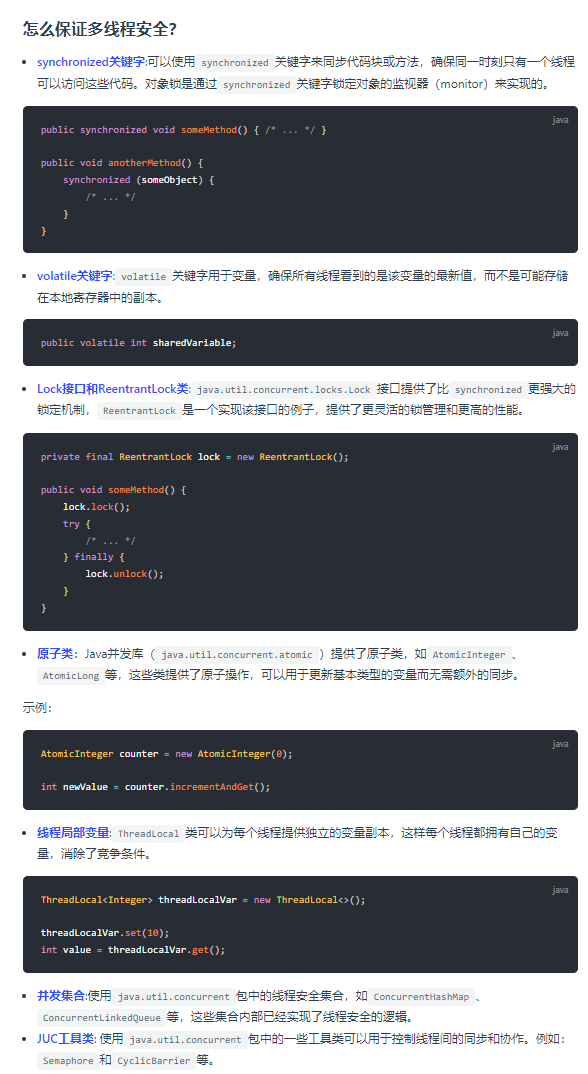 怎么保证多线程安全？
• synchronized关键字:可以使用 synchronized 关键字来同步代码块或方法，确保同一时刻只有一个线程
可以访问这些代码。对象锁是通过 synchronized 关键字锁定对象的监视器（monitor）来实现的。
java
public synchronized void someMethod() { /* ... */ }
public void anotherMethod() {
    synchronized (someObject) {
        /* ... */
    }
}
• volatile关键字: volatile 关键字用于变量，确保所有线程看到的是该变量的最新值，而不是可能存储
在本地寄存器中的副本。
java
public volatile int sharedVariable;
• Lock接口和ReentrantLock类: java.util.concurrent.locks.Lock 接口提供了比 synchronized 更强大的
锁定机制， ReentrantLock 是一个实现该接口的例子，提供了更灵活的锁管理和更高的性能。
java
private final ReentrantLock lock = new ReentrantLock();
public void someMethod() {
    lock.lock();
    try {
        /* ... */
    } finally {
        lock.unlock();
    }
}
• 原子类：Java并发库（ java.util.concurrent.atomic ）提供了原子类，如 AtomicInteger 、
AtomicLong 等，这些类提供了原子操作，可以用于更新基本类型的变量而无需额外的同步。
示例：
java
AtomicInteger counter = new AtomicInteger(0);
int newValue = counter.incrementAndGet();
• 线程局部变量: ThreadLocal 类可以为每个线程提供独立的变量副本，这样每个线程都拥有自己的变
量，消除了竞争条件。
java
ThreadLocal<Integer> threadLocalVar = new ThreadLocal<>();
threadLocalVar.set(10);
int value = threadLocalVar.get();
• 并发集合:使用 java.util.concurrent 包中的线程安全集合，如 ConcurrentHashMap 、
ConcurrentLinkedQueue 等，这些集合内部已经实现了线程安全的逻辑。
• JUC工具类: 使用 java.util.concurrent 包中的一些工具类可以用于控制线程间的同步和协作。例如：
Semaphore 和 CyclicBarrier 等。